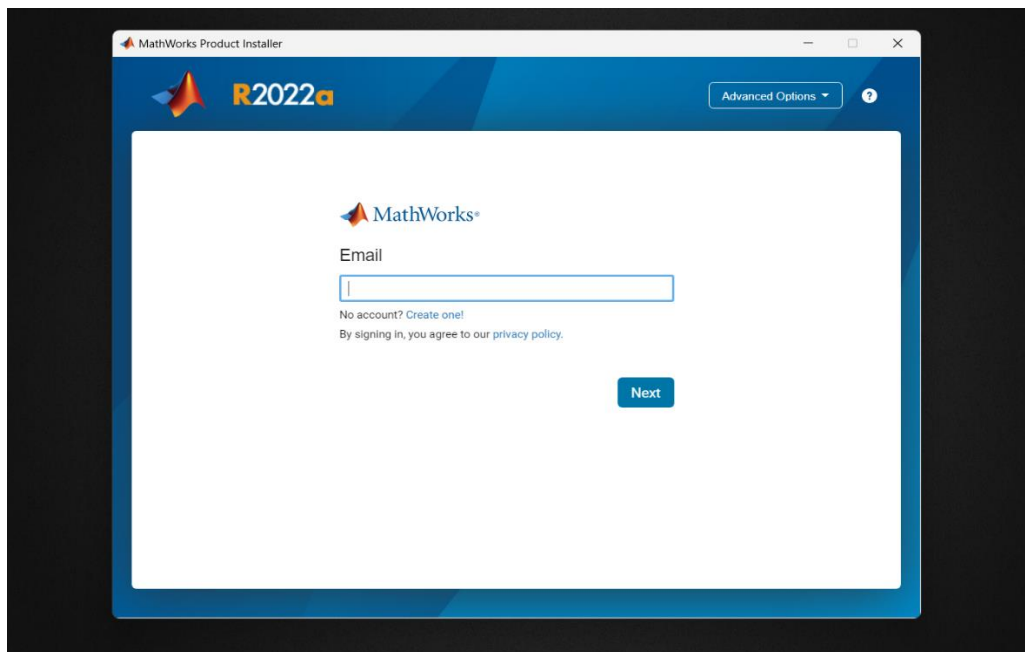 MathWorks Product Installer
R2022a
Advanced Options
?
MathWorks®
Email
No account? Create one!
By signing in, you agree to our privacy policy.
Next